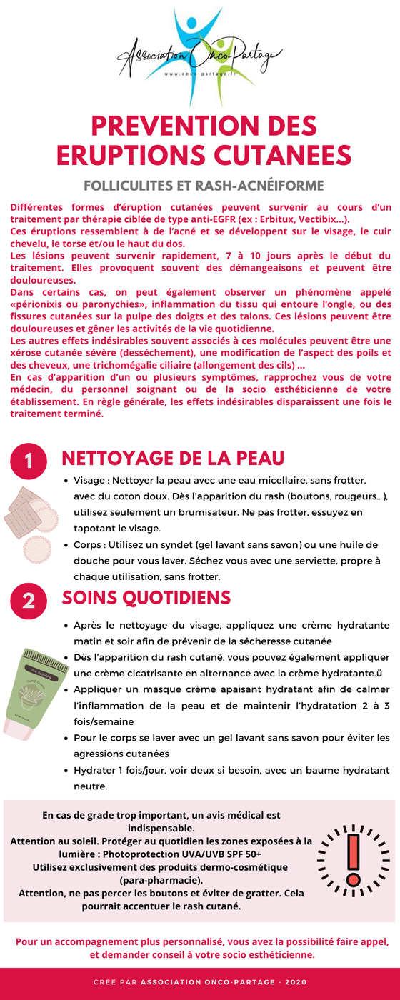 Association Onco-Partage
www.onco-partage.fr
PREVENTION DES
ERUPTIONS CUTANEES
FOLLICULITES ET RASH-ACNÉIFORME
Différentes formes d’éruption cutanées peuvent survenir au cours d’un
traitement par thérapie ciblée de type anti-EGFR (ex : Erbitux, Vectibix...).
Ces éruptions ressemblent à de l’acné et se développent sur le visage, le cuir
chevelu, le torse et/ou le haut du dos.
Les lésions peuvent survenir rapidement, 7 à 10 jours après le début du
traitement. Elles provoquent souvent des démangeaisons et peuvent être
douloureuses.
Dans certains cas, on peut également observer un phénomène appelé
«périonixis ou paronychies», inflammation du tissu qui entoure l’ongle, ou des
fissures cutanées sur la pulpe des doigts et des talons. Ces lésions peuvent être
douloureuses et gêner les activités de la vie quotidienne.
Les autres effets indésirables souvent associés à ces molécules peuvent être une
xérose cutanée sévère (desséchement), une modification de l’aspect des poils et
des cheveux, une trichomégalie ciliaire (allongement des cils) ...
En cas d’apparition d’un ou plusieurs symptômes, rapprochez vous de votre
médecin, du personnel soignant ou de la socio esthéticienne de votre
établissement. En règle générale, les effets indésirables disparaissent une fois le
traitement terminé.
1 NETTOYAGE DE LA PEAU
• Visage : Nettoyer la peau avec une eau micellaire, sans frotter,
avec du coton doux. Dès l’apparition du rash (boutons, rougeurs...),
utilisez seulement un brumisateur. Ne pas frotter, essuyez en
tapotant le visage.
• Corps : Utilisez un syndet (gel lavant sans savon) ou une huile de
douche pour vous laver. Séchez vous avec une serviette, propre à
chaque utilisation, sans frotter.
2 SOINS QUOTIDIENS
• Après le nettoyage du visage, appliquez une crème hydratante
matin et soir afin de prévenir de la sécheresse cutanée
• Dès l’apparition du rash cutané, vous pouvez également appliquer
une crème cicatrisante en alternance avec la crème hydratante.ü
• Appliquer un masque crème apaisant hydratant afin de calmer
l’inflammation de la peau et de maintenir l’hydratation 2 à 3
fois/semaine
• Pour le corps se laver avec un gel lavant sans savon pour éviter les
agressions cutanées
• Hydrater 1 fois/jour, voir deux si besoin, avec un baume hydratant
neutre.
Hand Cream
En cas de grade trop important, un avis médical est
indispensable.
Attention au soleil. Protéger au quotidien les zones exposées à la
lumière : Photoprotection UVA/UVB SPF 50+
Utilisez exclusivement des produits dermo-cosmétique
(para-pharmacie).
Attention, ne pas percer les boutons et éviter de gratter. Cela
pourrait accentuer le rash cutané.
Pour un accompagnement plus personnalisé, vous avez la possibilité faire appel,
et demander conseil à votre socio esthéticienne.
CREE PAR ASSOCIATION ONCO-PARTAGE - 2020